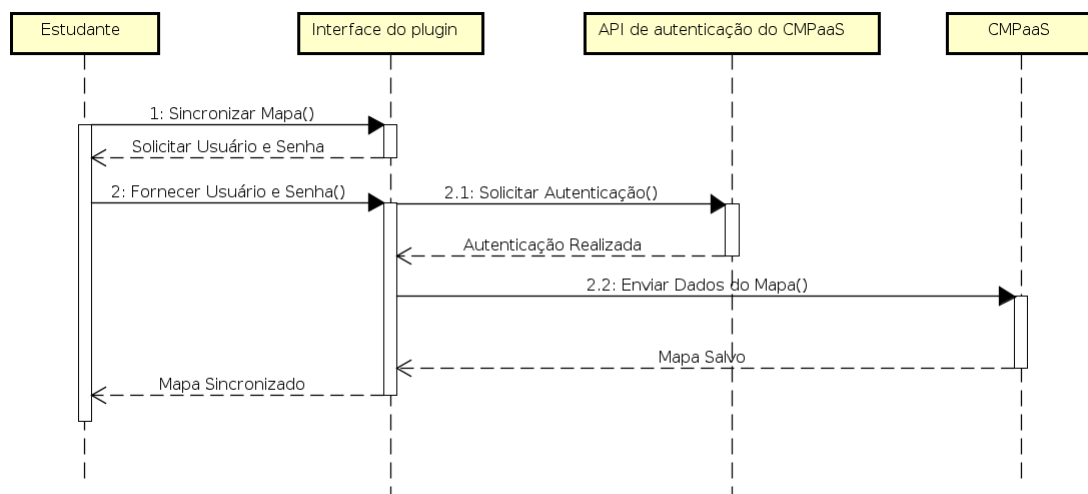 Estudante
Interface do plugin
API de autenticação do CMPaaS
CMPaaS
1: Sincronizar Mapa()
Solicitar Usuário e Senha
2: Fornecer Usuário e Senha()
2.1: Solicitar Autenticação()
Autenticação Realizada
2.2: Enviar Dados do Mapa()
Mapa Salvo
Mapa Sincronizado